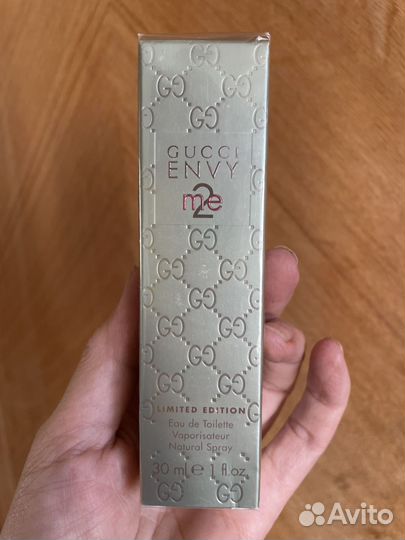 GUCCI
ENVY
me
2
LIMITED EDITION
Eau de Toilette
Vaporisateur
Natural Spray
30 ml e 1 fl.oz.
Avito